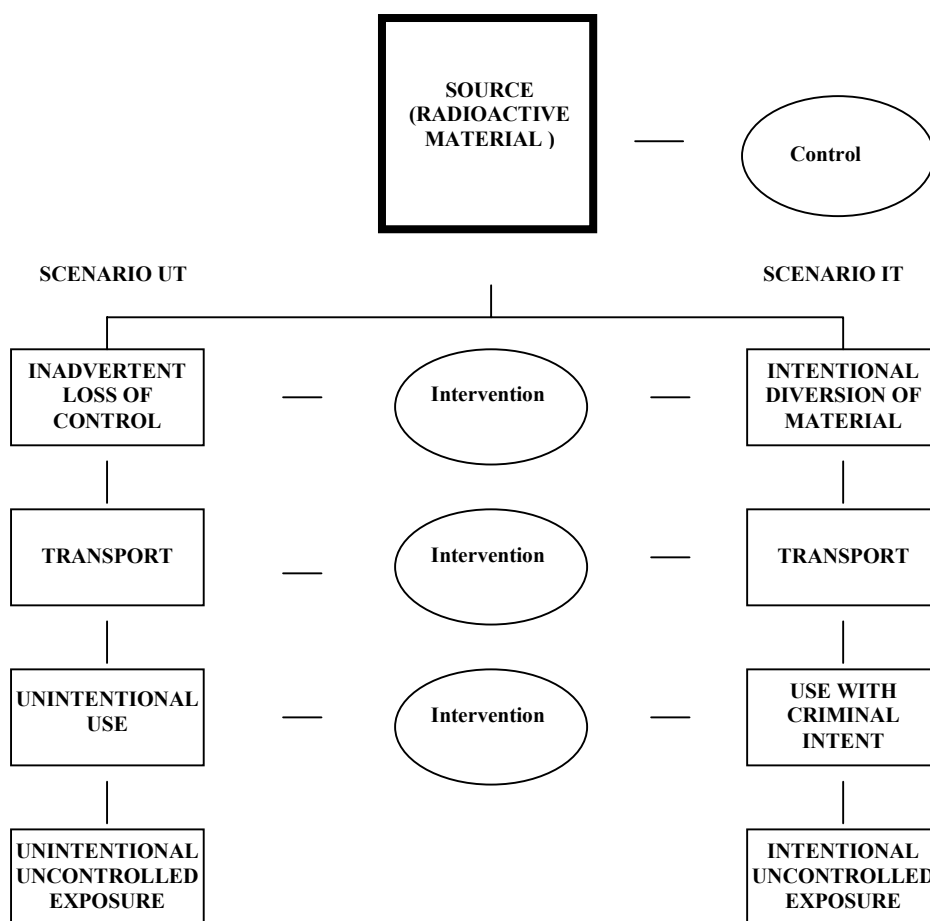 SOURCE
(RADIOACTIVE
MATERIAL )
Control
SCENARIO UT
SCENARIO IT
INADVERTENT
LOSS OF
CONTROL
Intervention
INTENTIONAL
DIVERSION OF
MATERIAL
TRANSPORT
Intervention
TRANSPORT
UNINTENTIONAL
USE
Intervention
USE WITH
CRIMINAL
INTENT
UNINTENTIONAL
UNCONTROLLED
EXPOSURE
INTENTIONAL
UNCONTROLLED
EXPOSURE